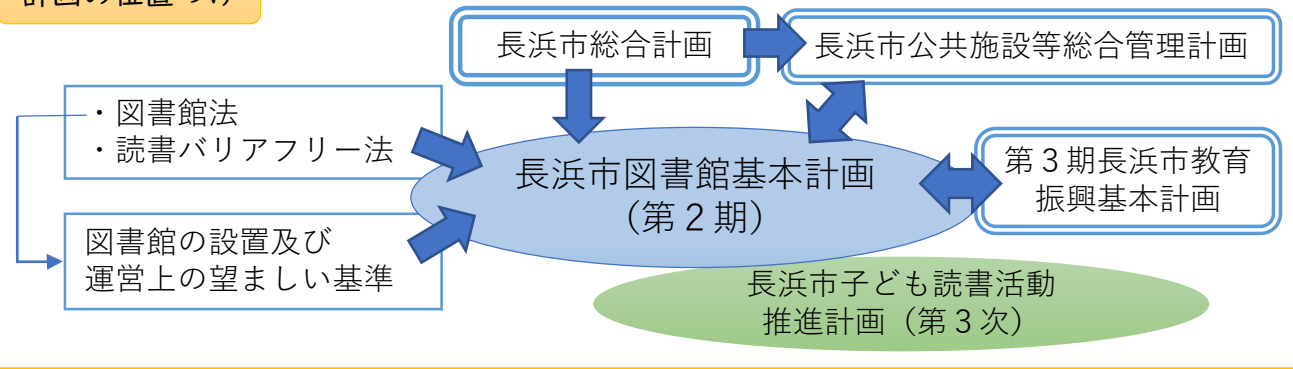 計画の位置づけ
長浜市総合計画
長浜市公共施設等総合管理計画
・図書館法
・読書バリアフリー法
長浜市図書館基本計画
(第２期)
第３期長浜市教育
振興基本計画
図書館の設置及び
運営上の望ましい基準
長浜市子ども読書活動
推進計画（第３次）